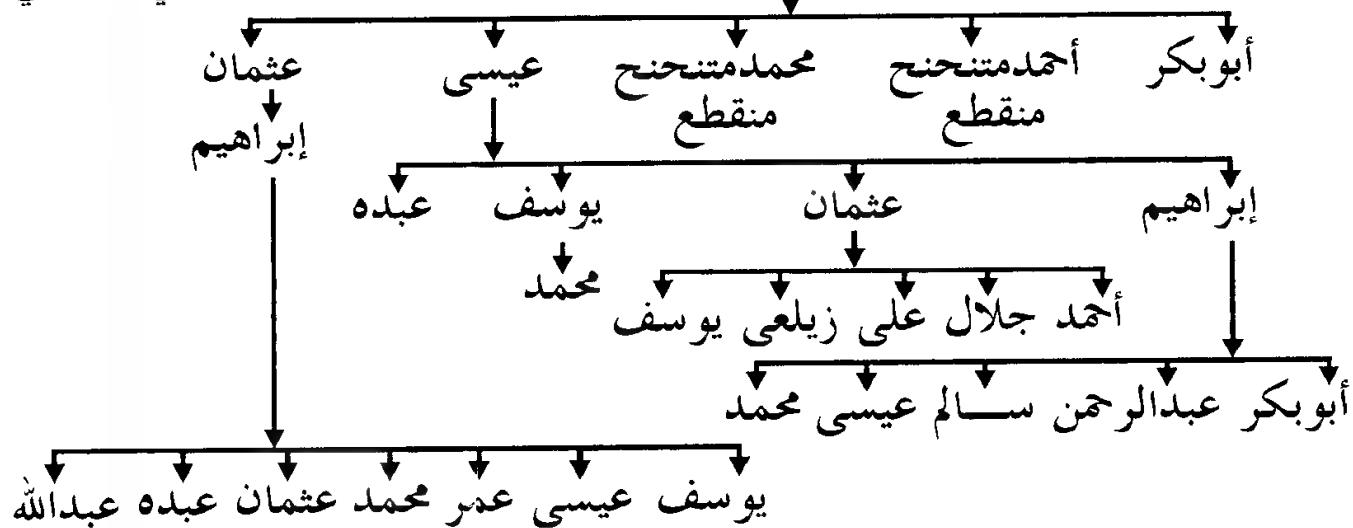 أبوبكر أحمدمتنحنح محمدمتنحنح عيسى عثمان
منقطع منقطع
إبراهيم
إبراهيم عثمان يوسف عبده
محمد
أحمد جلال على زيلعى يوسف
أبوبكر عبدالرحمن سالم عيسى محمد
يوسف عيسى عمر محمد عثمان عبده عبدالله